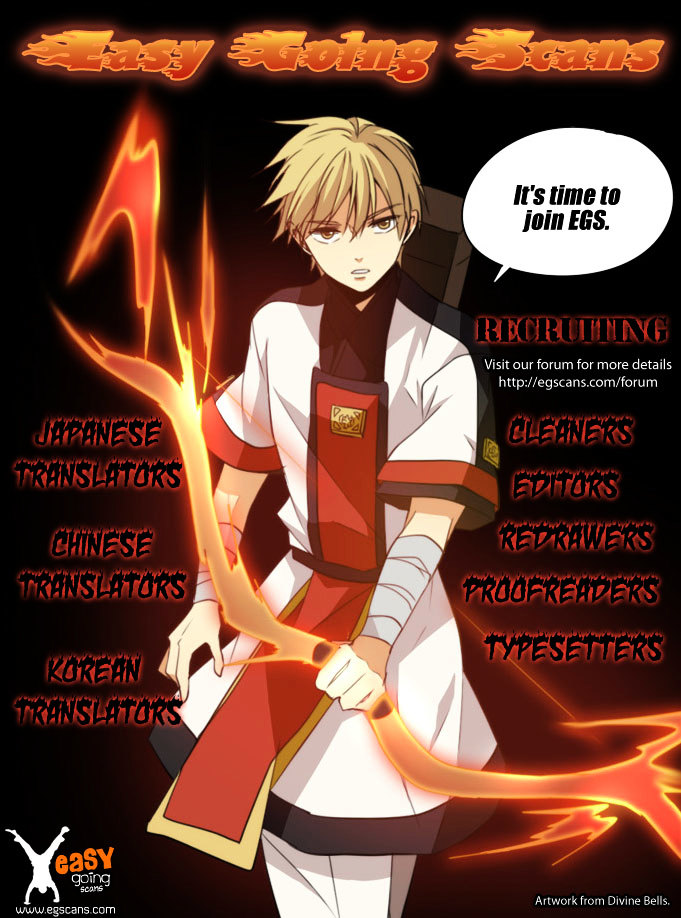 Easy Going Scans
It's time to
join EGS.
RECRUITING
Visit our forum for more details
http://egscans.com/forum
JAPANESE
TRANSLATORS
CHINESE
TRANSLATORS
KOREAN
TRANSLATORS
CLEANERS
EDITORS
REDRAWERS
PROOFREADERS
TYPESETTERS
easy
going
scans
www.egscans.com
Artwork from Divine Bells.